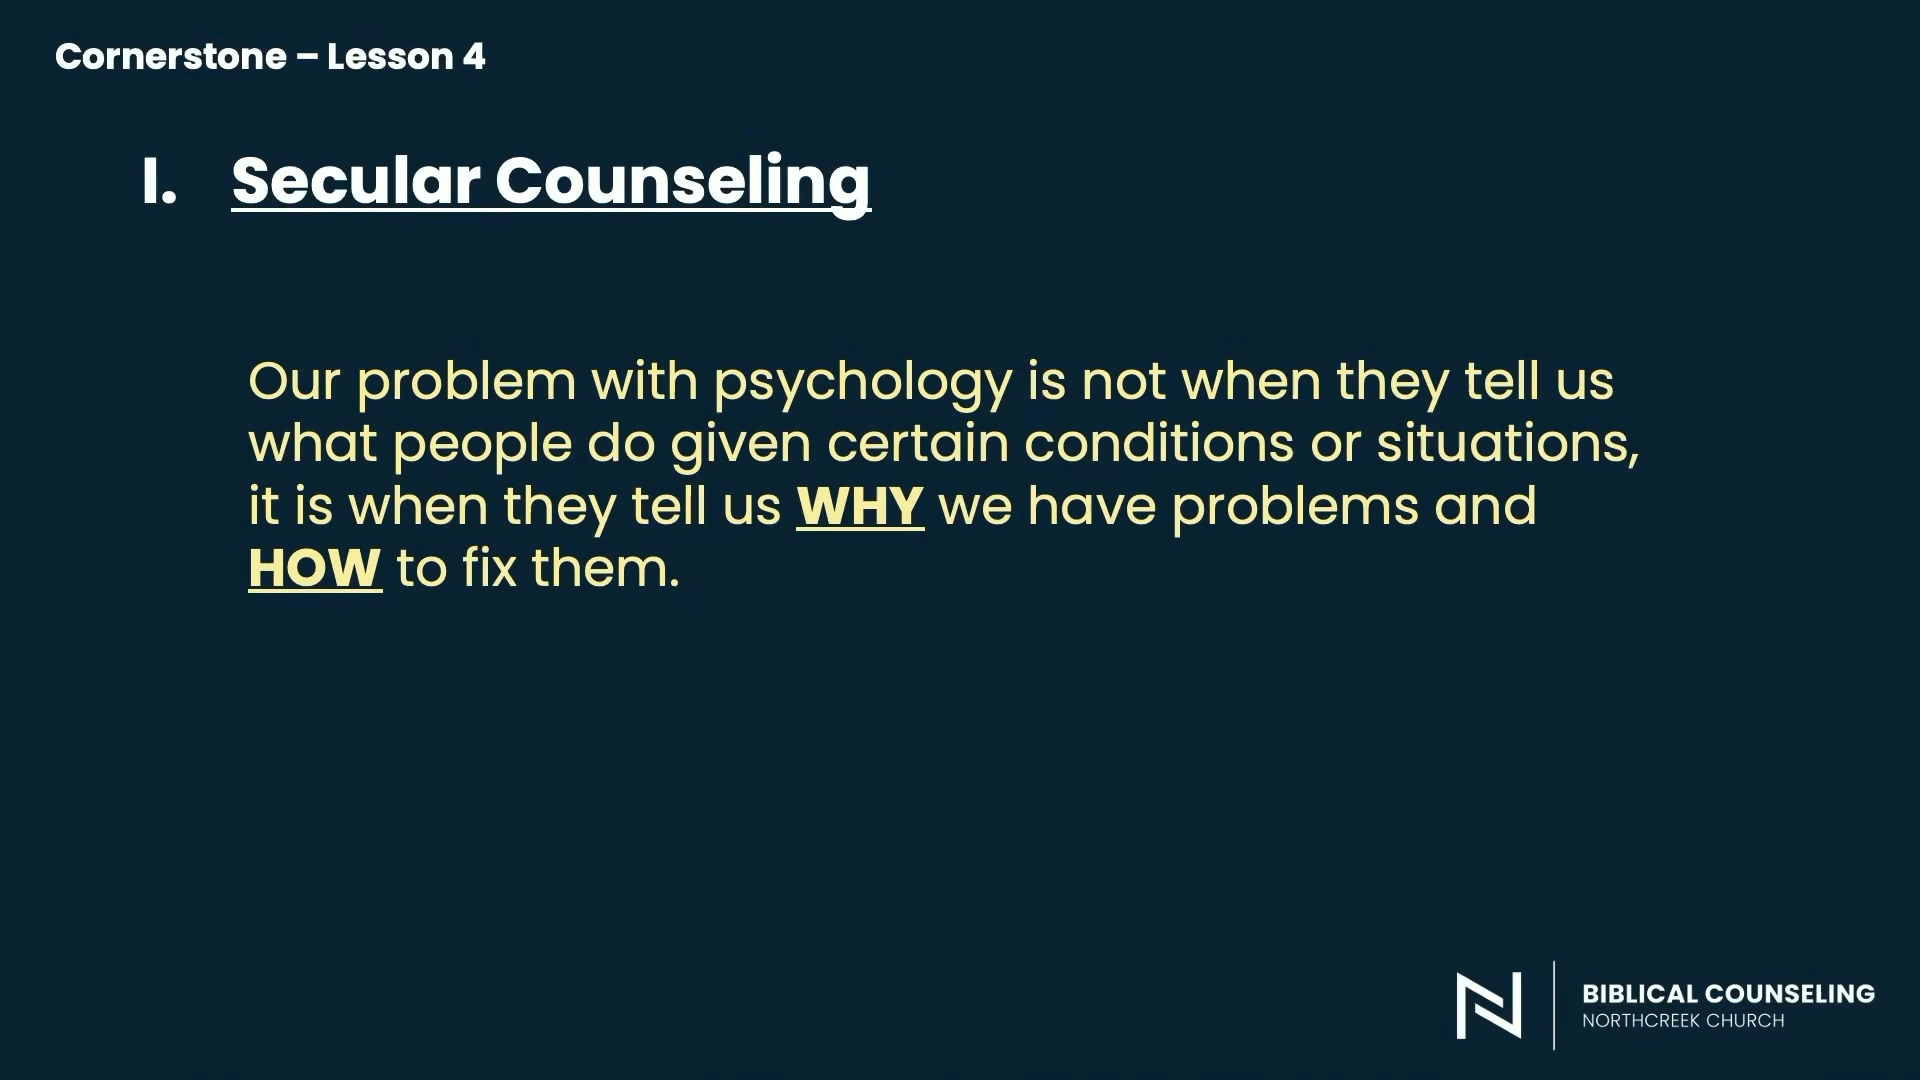 Cornerstone – Lesson 4
I. Secular Counseling
Our problem with psychology is not when they tell us
what people do given certain conditions or situations,
it is when they tell us WHY we have problems and
HOW to fix them.
BIBLICAL COUNSELING
NORTHCREEK CHURCH